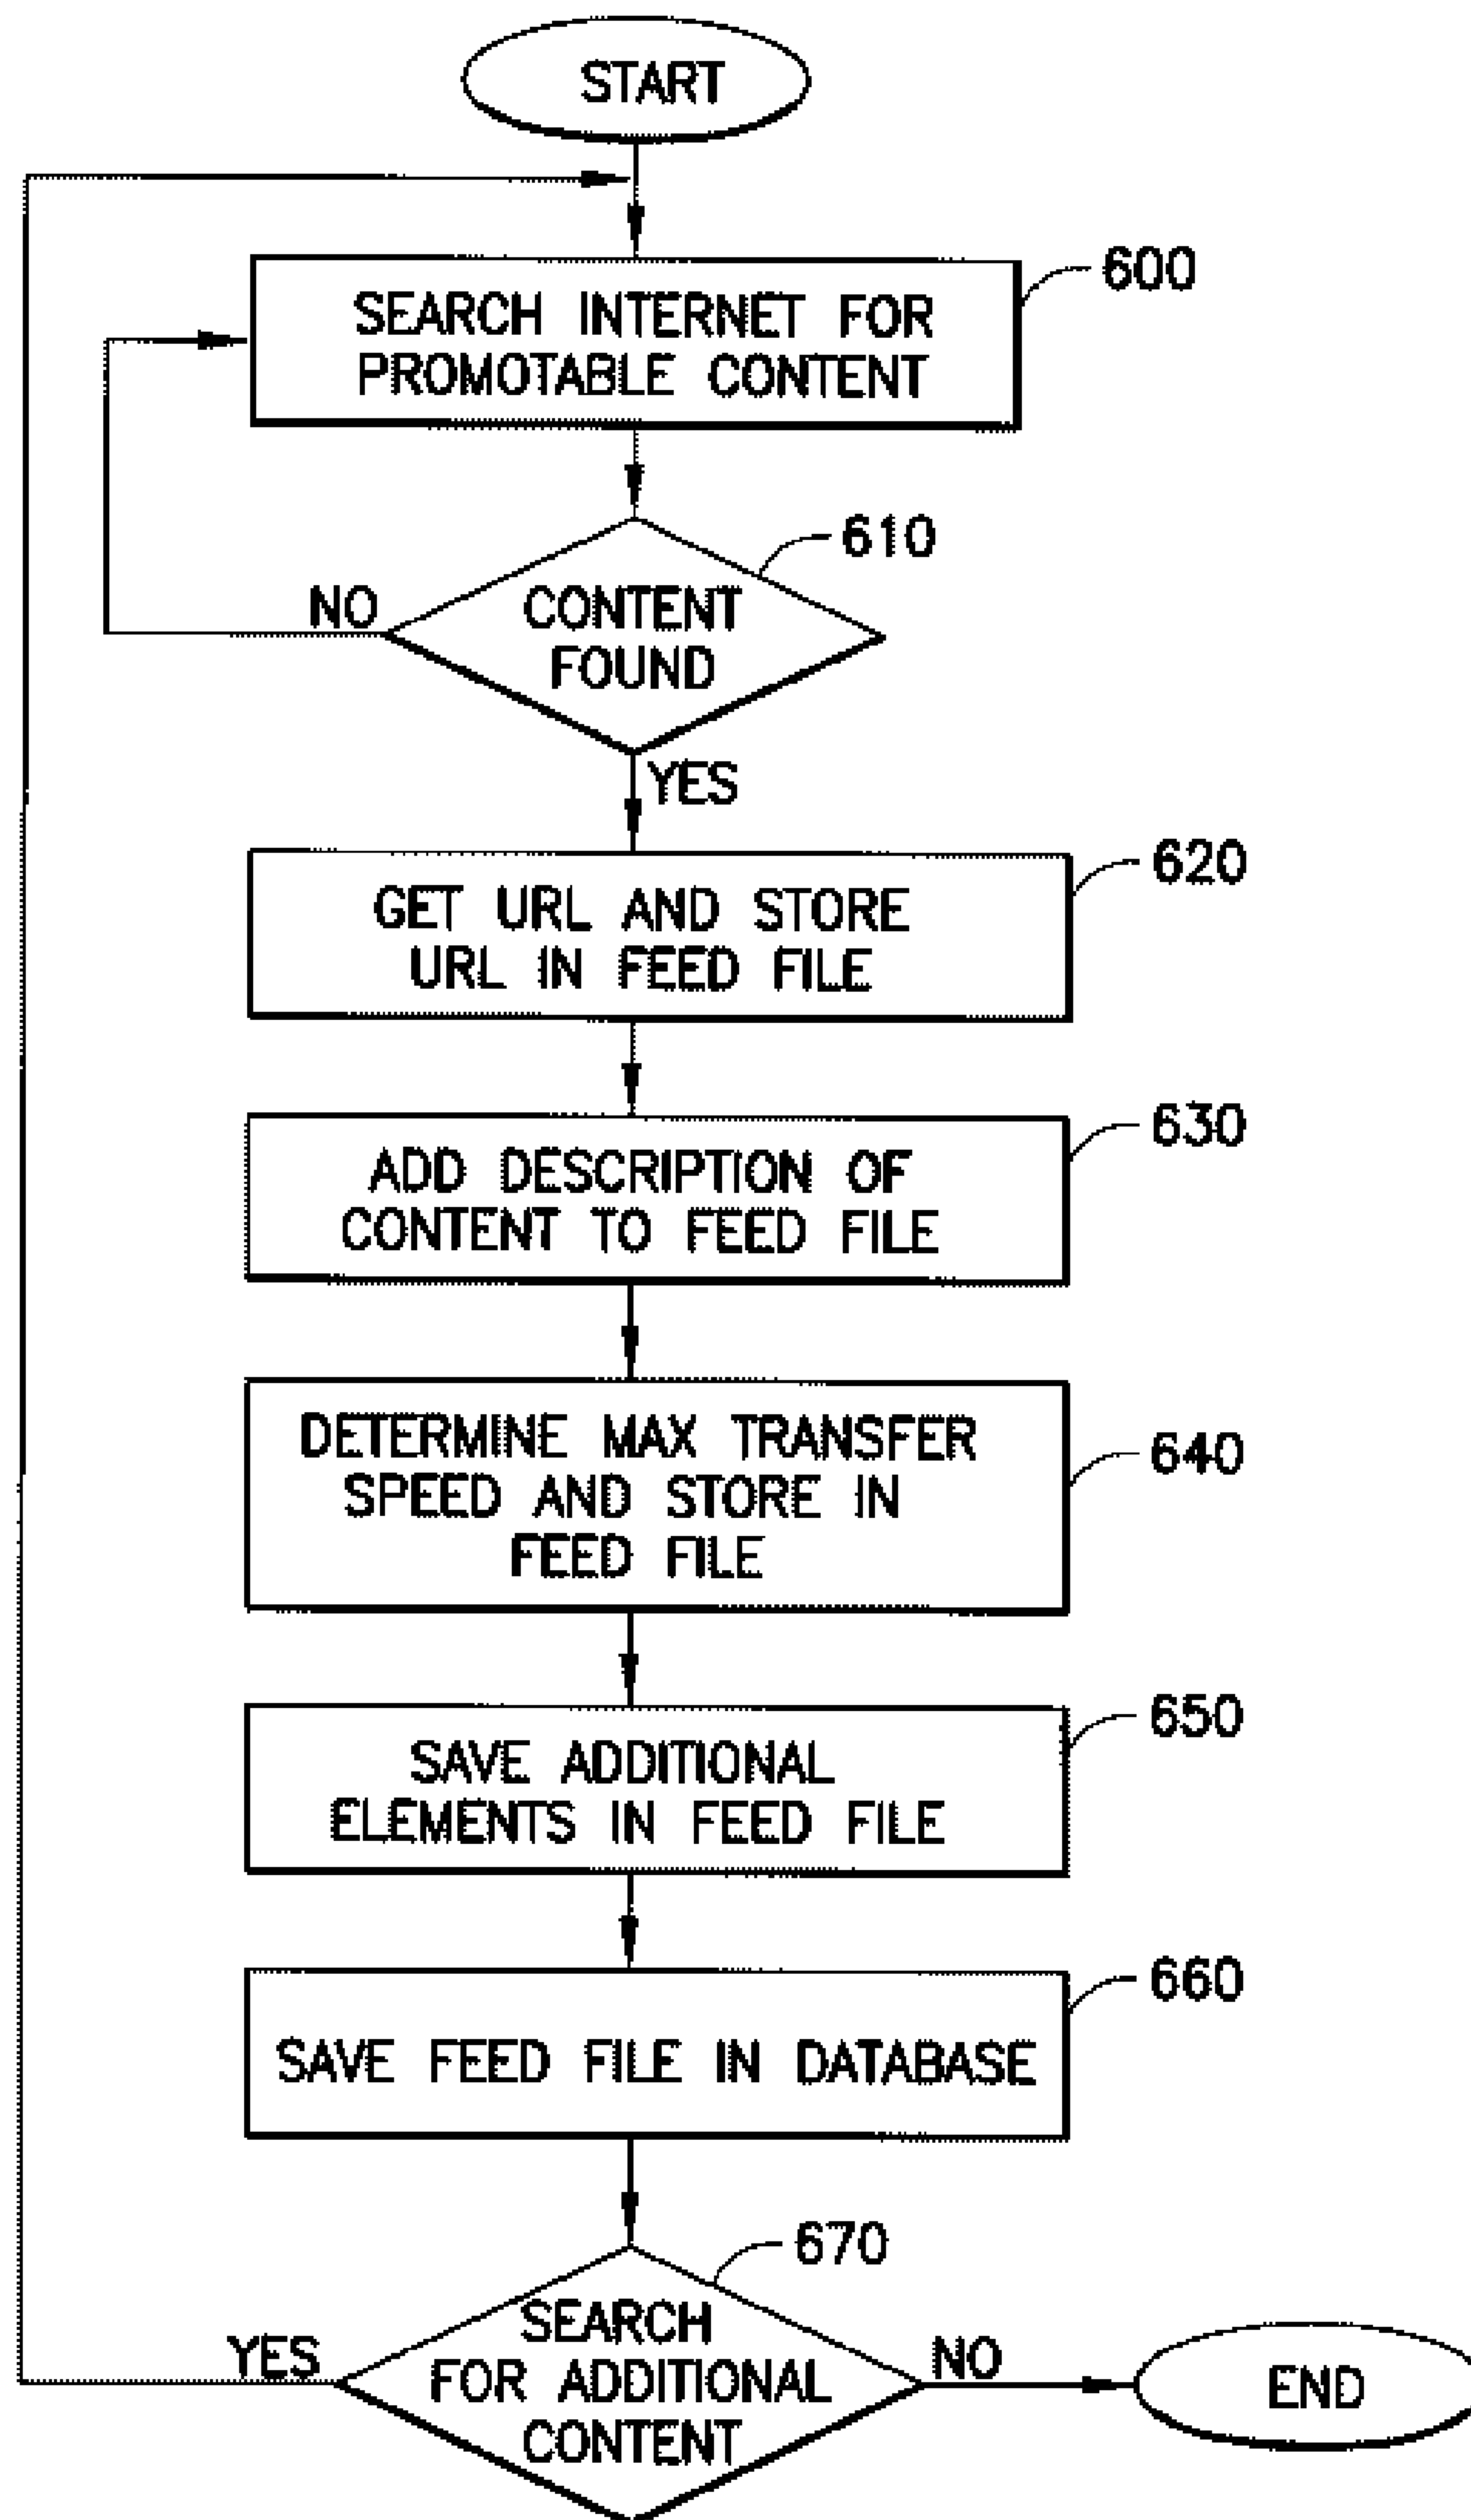 START
600
SEARCH INTERNET FOR
PROMOTABLE CONTENT
610
NO
CONTENT
FOUND
YES
620
GET URL AND STORE
URL IN FEED FILE
630
ADD DESCRIPTION OF
CONTENT TO FEED FILE
640
DETERMINE MAX TRANSFER
SPEED AND STORE IN
FEED FILE
650
SAVE ADDITIONAL
ELEMENTS IN FEED FILE
660
SAVE FEED FILE IN DATABASE
670
YES
SEARCH
FOR ADDITIONAL
CONTENT
NO
END